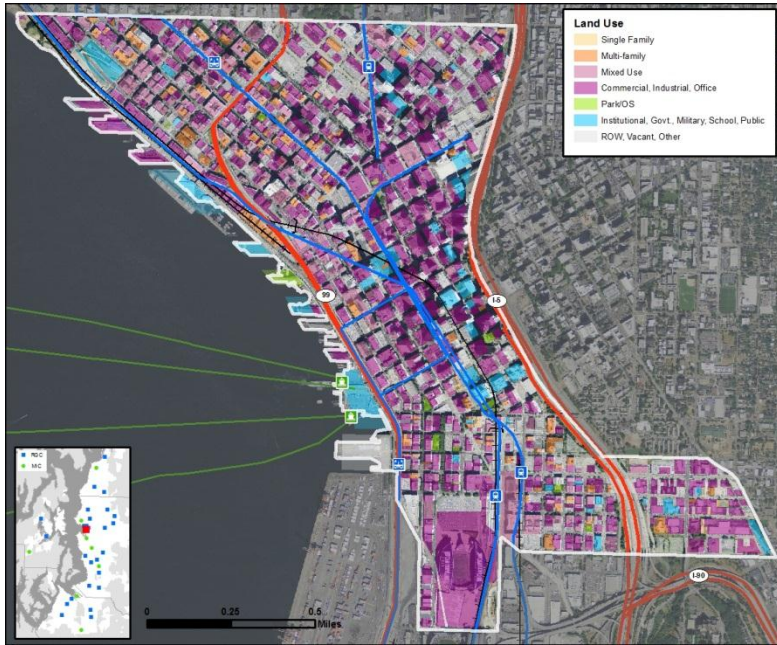 Land Use
Single Family
Multi-family
Mixed Use
Commercial, Industrial, Office
Park/OS
Institutional, Govt., Military, School, Public
ROW, Vacant, Other
99
I-5
I-90
RGC
MIC
0 0.25 0.5
Miles